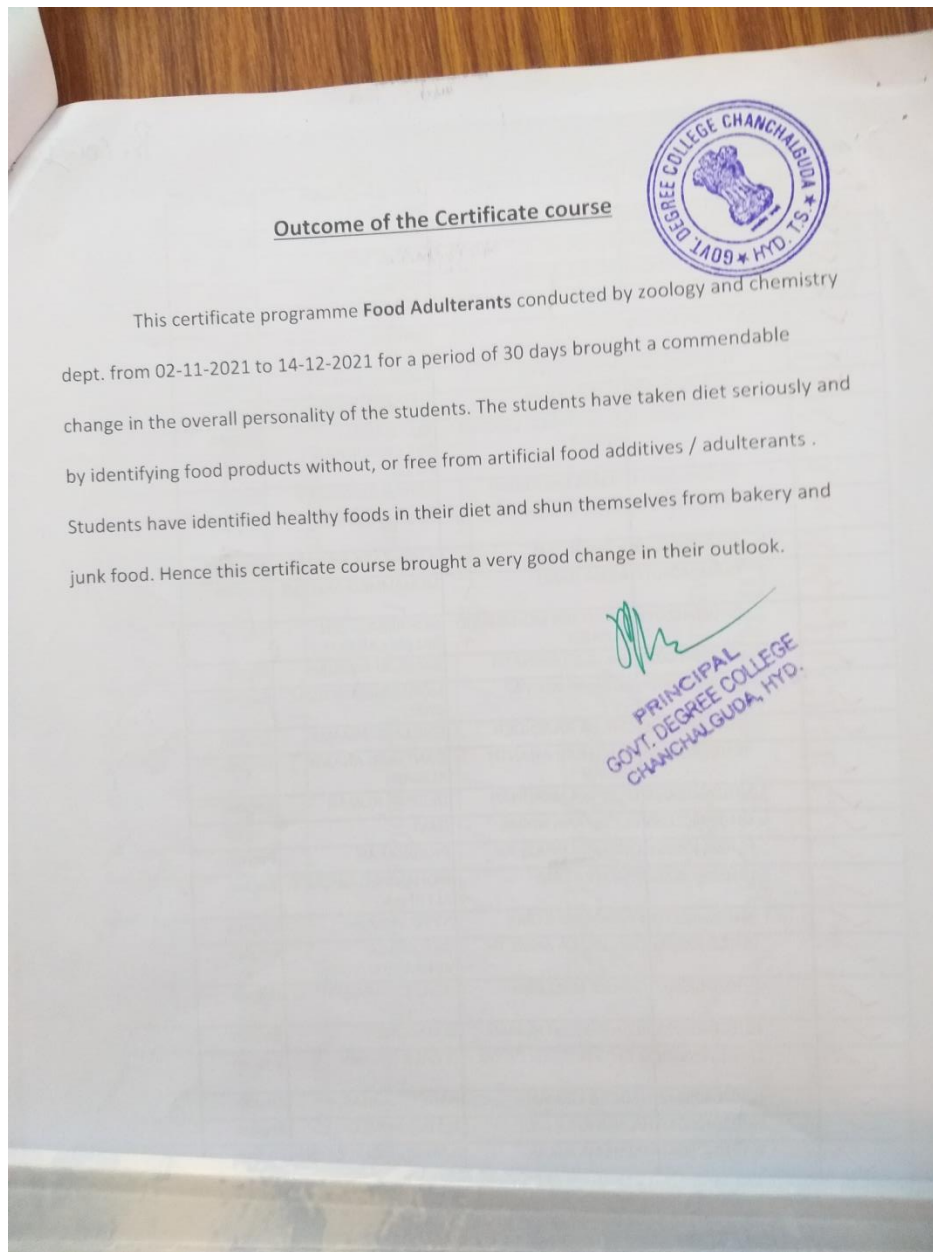 GOVT. DEGREE COLLEGE CHANCHALGUDA ★ HYD. T.S. ★
Outcome of the Certificate course
This certificate programme Food Adulterants conducted by zoology and chemistry
dept. from 02-11-2021 to 14-12-2021 for a period of 30 days brought a commendable
change in the overall personality of the students. The students have taken diet seriously and
by identifying food products without, or free from artificial food additives / adulterants .
Students have identified healthy foods in their diet and shun themselves from bakery and
junk food. Hence this certificate course brought a very good change in their outlook.
PRINCIPAL
GOVT. DEGREE COLLEGE
CHANCHALGUDA, HYD.